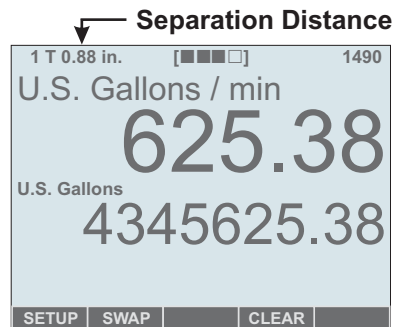 Separation Distance
1 T 0.88 in. [■■■□] 1490
U.S. Gallons / min
625.38
U.S. Gallons
4345625.38
SETUP SWAP CLEAR